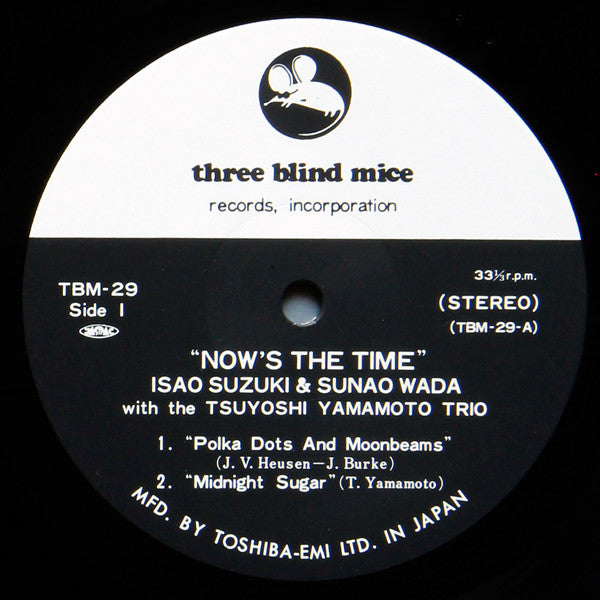 three blind mice
records, incorporation
TBM-29
Side 1
33⅓r.p.m.
(STEREO)
(TBM-29-A)
"NOW'S THE TIME"
ISAO SUZUKI & SUNAO WADA
with the TSUYOSHI YAMAMOTO TRIO
1. "Polka Dots And Moonbeams"
(J. V. Heusen—J. Burke)
2. "Midnight Sugar" (T. Yamamoto)
MFD. BY TOSHIBA-EMI LTD. IN JAPAN